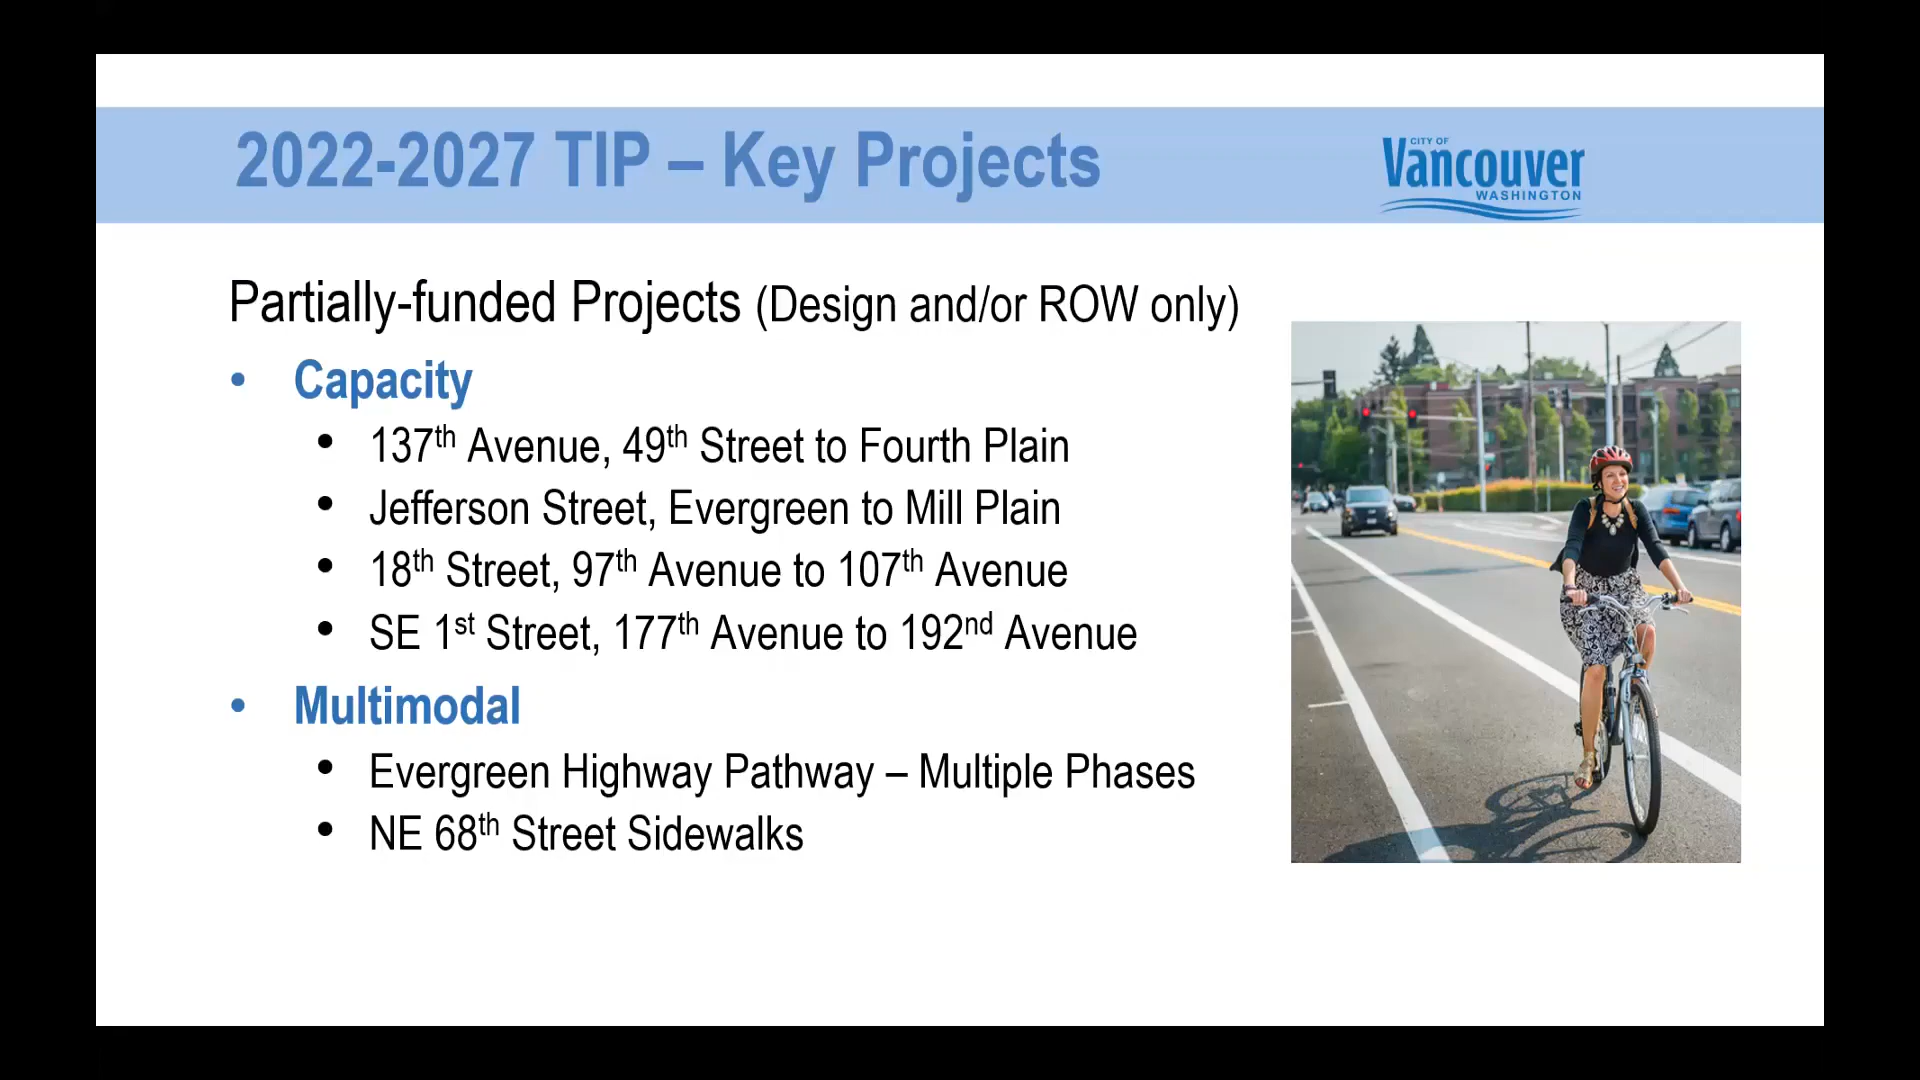 2022-2027 TIP – Key Projects
CITY OF
Vancouver
WASHINGTON
Partially-funded Projects (Design and/or ROW only)
• Capacity
• 137th Avenue, 49th Street to Fourth Plain
• Jefferson Street, Evergreen to Mill Plain
• 18th Street, 97th Avenue to 107th Avenue
• SE 1st Street, 177th Avenue to 192nd Avenue
• Multimodal
• Evergreen Highway Pathway – Multiple Phases
• NE 68th Street Sidewalks